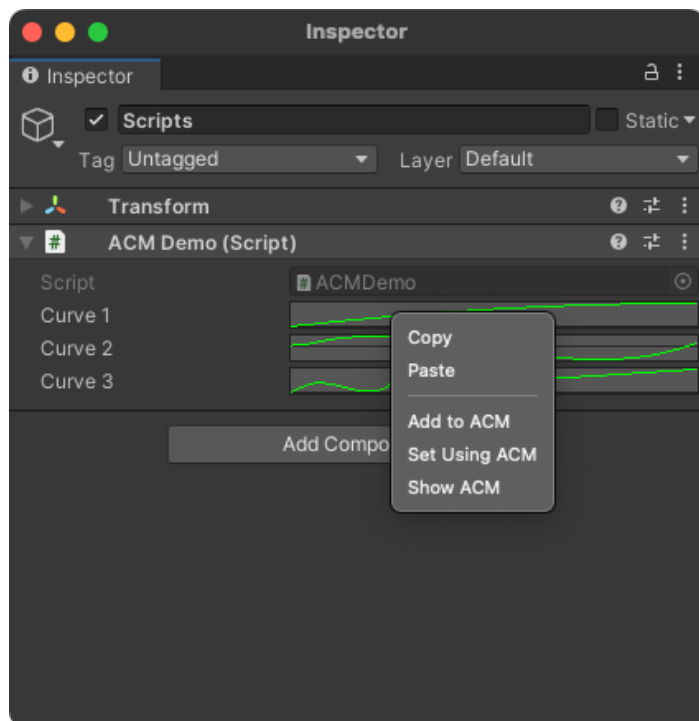 Inspector
Inspector
Scripts Static
Tag Untagged Layer Default
Transform
# ACM Demo (Script)
Script # ACMDemo
Curve 1
Copy
Curve 2
Paste
Curve 3
Add to ACM
Add Compo
Set Using ACM
Show ACM